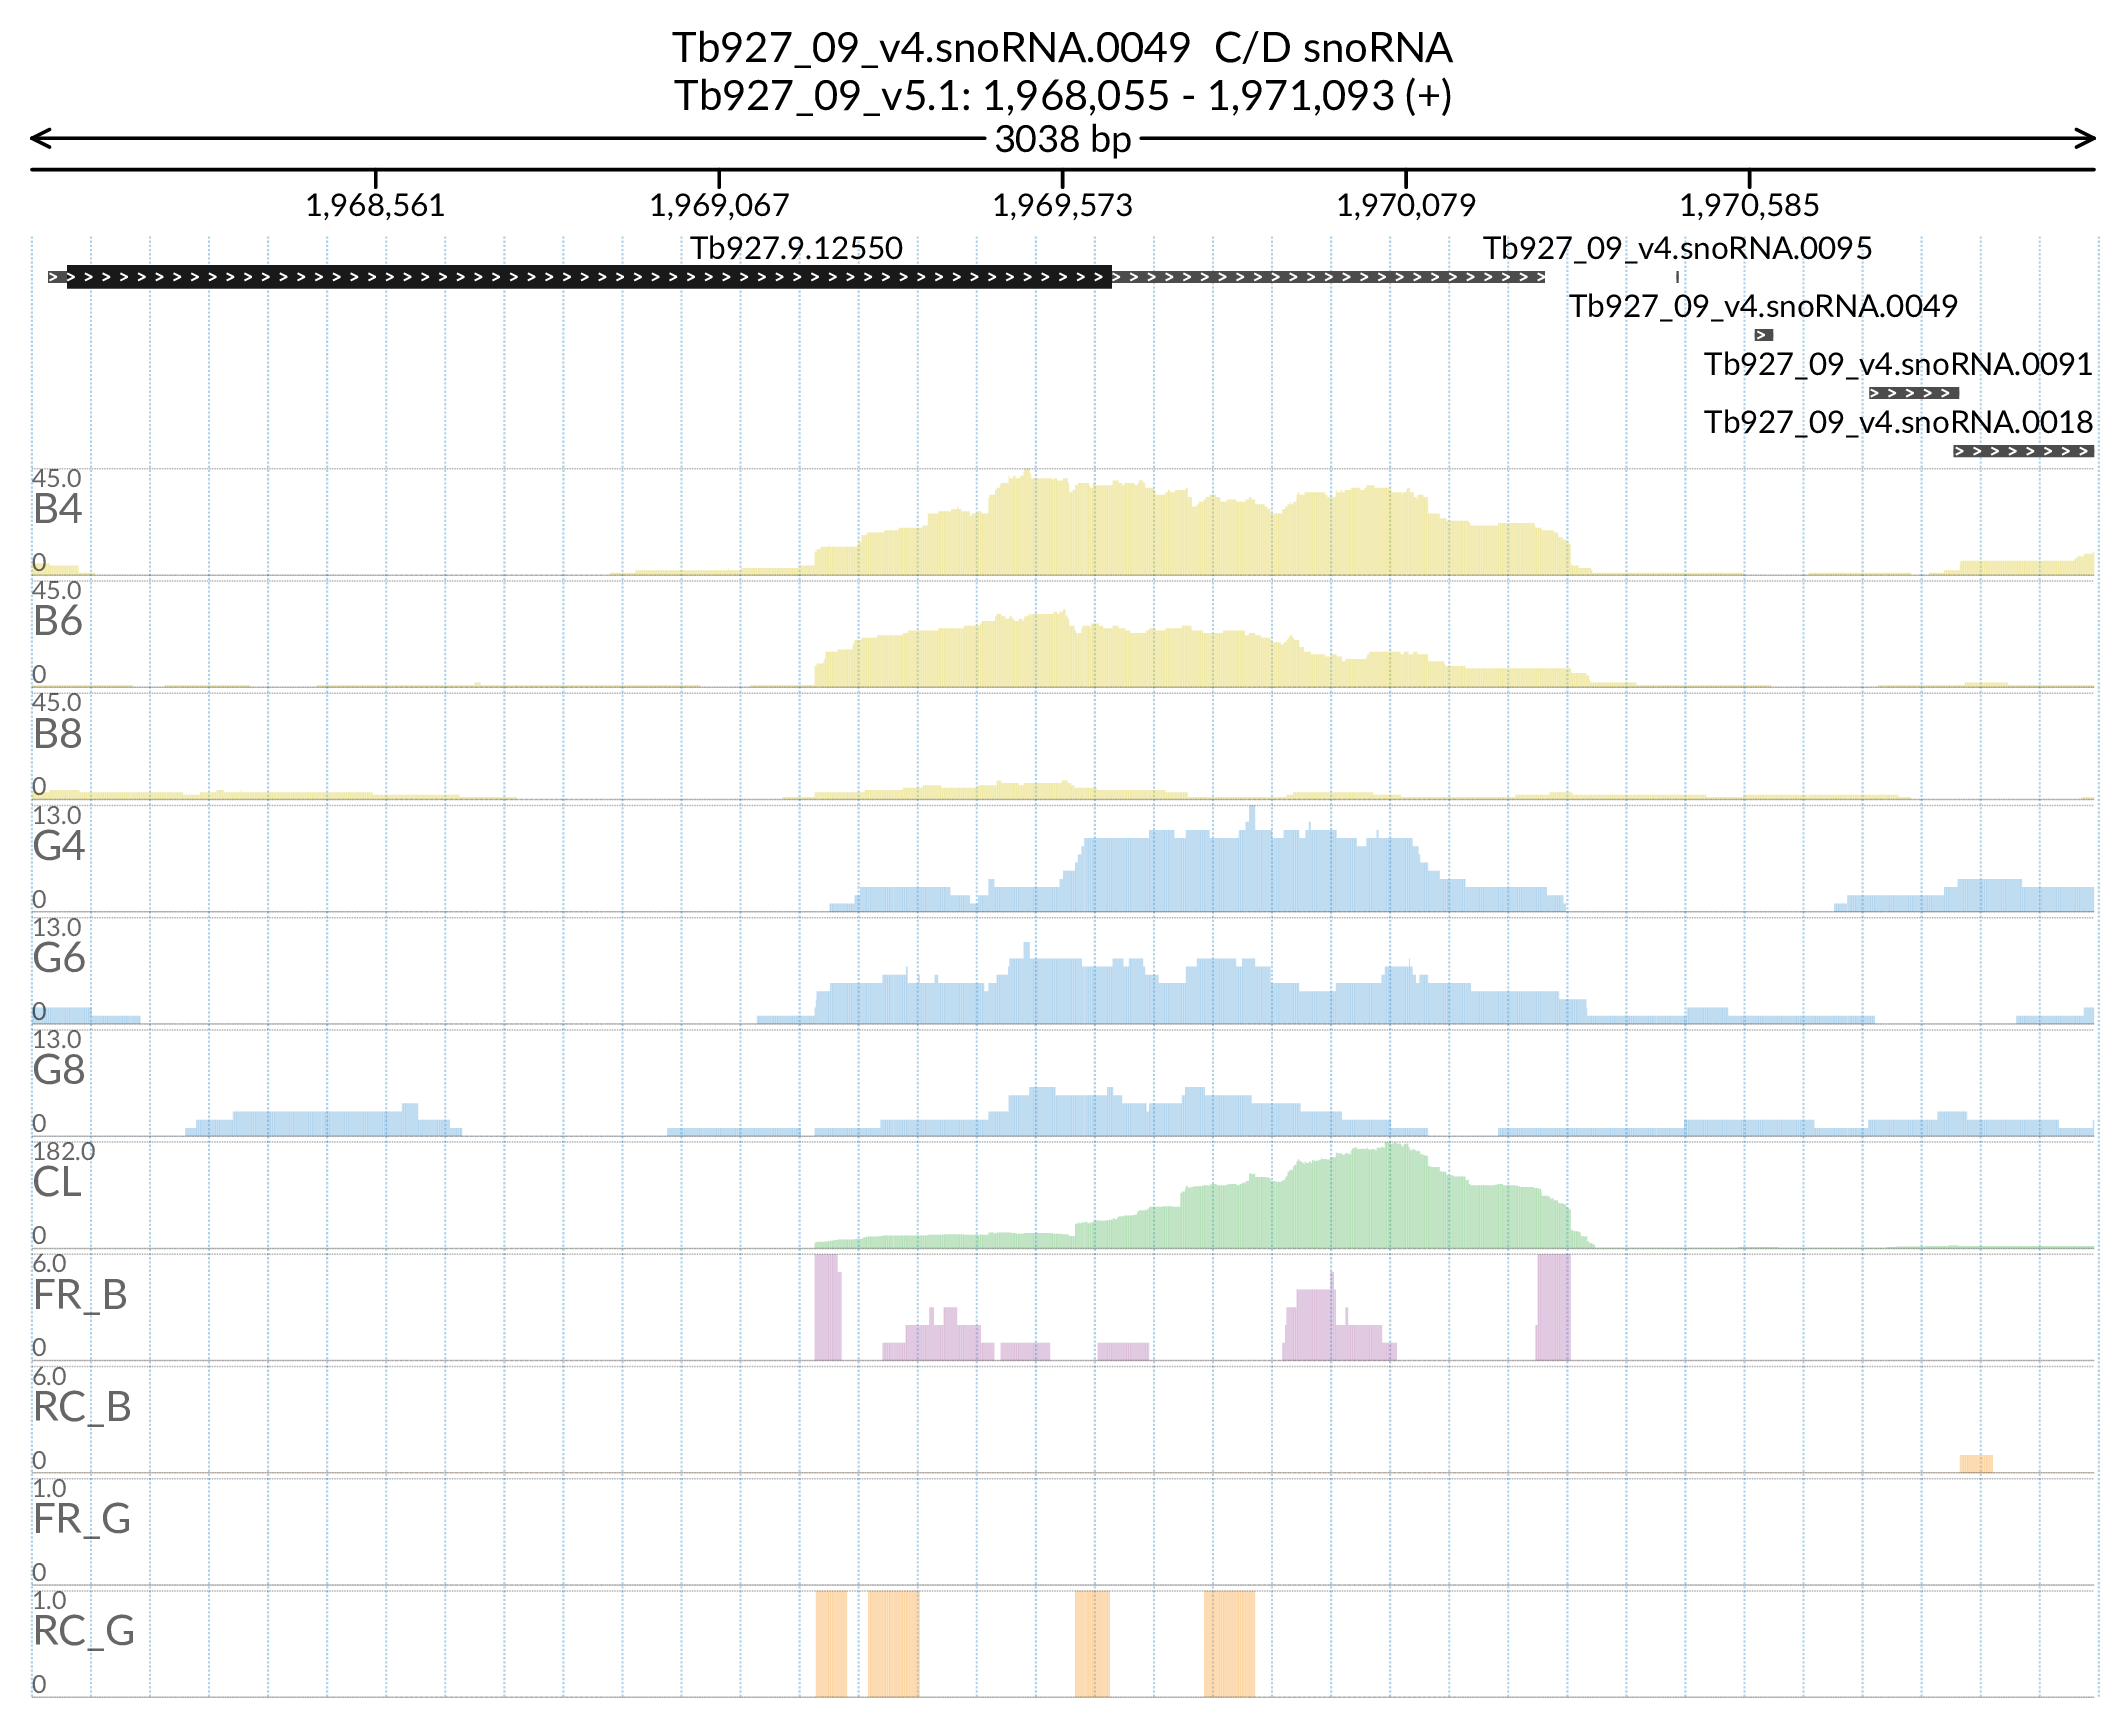 Tb927_09_v4.snoRNA.0049 C/D snoRNA
Tb927_09_v5.1: 1,968,055 - 1,971,093 (+)
3038 bp
1,968,561 1,969,067 1,969,573 1,970,079 1,970,585
Tb927.9.12550 Tb927_09_v4.snoRNA.0095
Tb927_09_v4.snoRNA.0049
Tb927_09_v4.snoRNA.0091
Tb927_09_v4.snoRNA.0018
45.0
B4
0
45.0
B6
0
45.0
B8
0
13.0
G4
0
13.0
G6
0
13.0
G8
0
182.0
CL
0
6.0
FR_B
0
6.0
RC_B
0
1.0
FR_G
0
1.0
RC_G
0